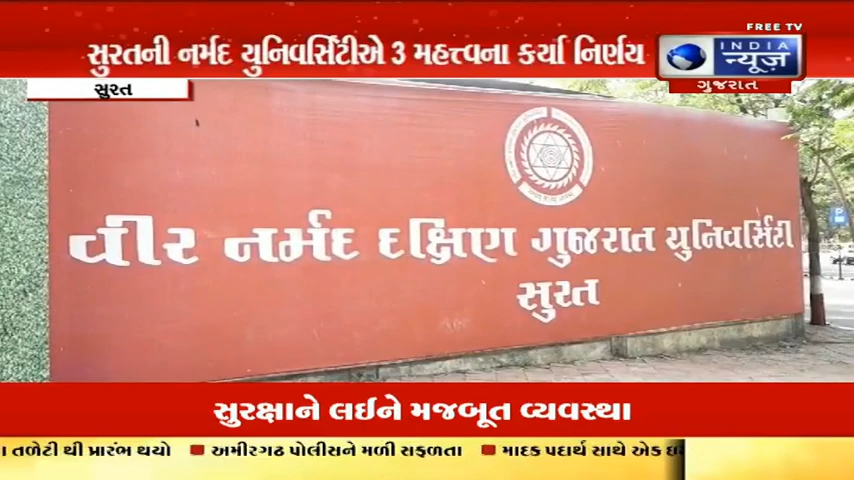 FREE TV
સુરતની નર્મદ યુનિવર્સિટીએ 3 મહત્ત્વના કર્યા નિર્ણય
INDIA
न्यूज़
ગુજરાત
સુરત
વીર નર્મદ દક્ષિણ ગુજરાત યુનિવર્સિટી
સુરત
સુરક્ષાને લઈને મજબૂત વ્યવસ્થા
તળેટી થી પ્રારંભ થયો ■ અમીરગઢ પોલીસને મળી સફળતા ■ માદક પદાર્થ સાથે એક